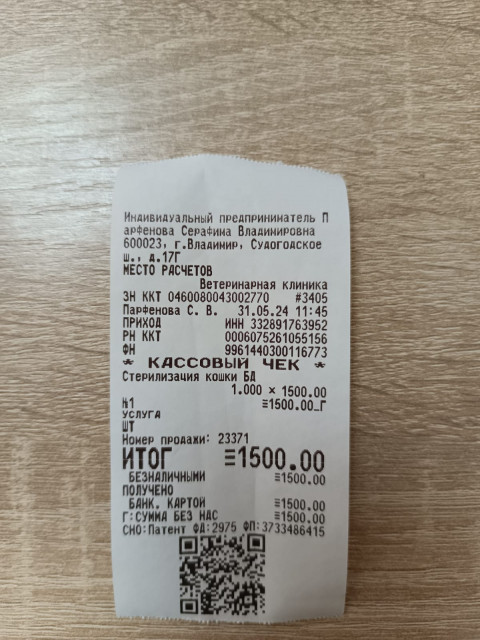 Индивидуальный предприниматель П
арфенова Серафима Владимировна
600023, г.Владимир, Судогодское
ш., д.17Г
МЕСТО РАСЧЕТОВ
Ветеринарная клиника
ЗН ККТ 0460080043002770 #3405
Парфенова С. В. 31.05.24 11:45
ПРИХОД ИНН 332891763952
РН ККТ 0006075261055156
ФН 9961440300116773
* КАССОВЫЙ ЧЕК *
Стерилизация кошки БД
1.000 × 1500.00
№1 ≡1500.00_Г
УСЛУГА
ШТ
Номер продажи: 23371
ИТОГ ≡1500.00
БЕЗНАЛИЧНЫМИ ≡1500.00
ПОЛУЧЕНО
БАНК. КАРТОЙ ≡1500.00
Г:СУММА БЕЗ НДС ≡1500.00
СНО:Патент ФД:2975 ФП:3733486415